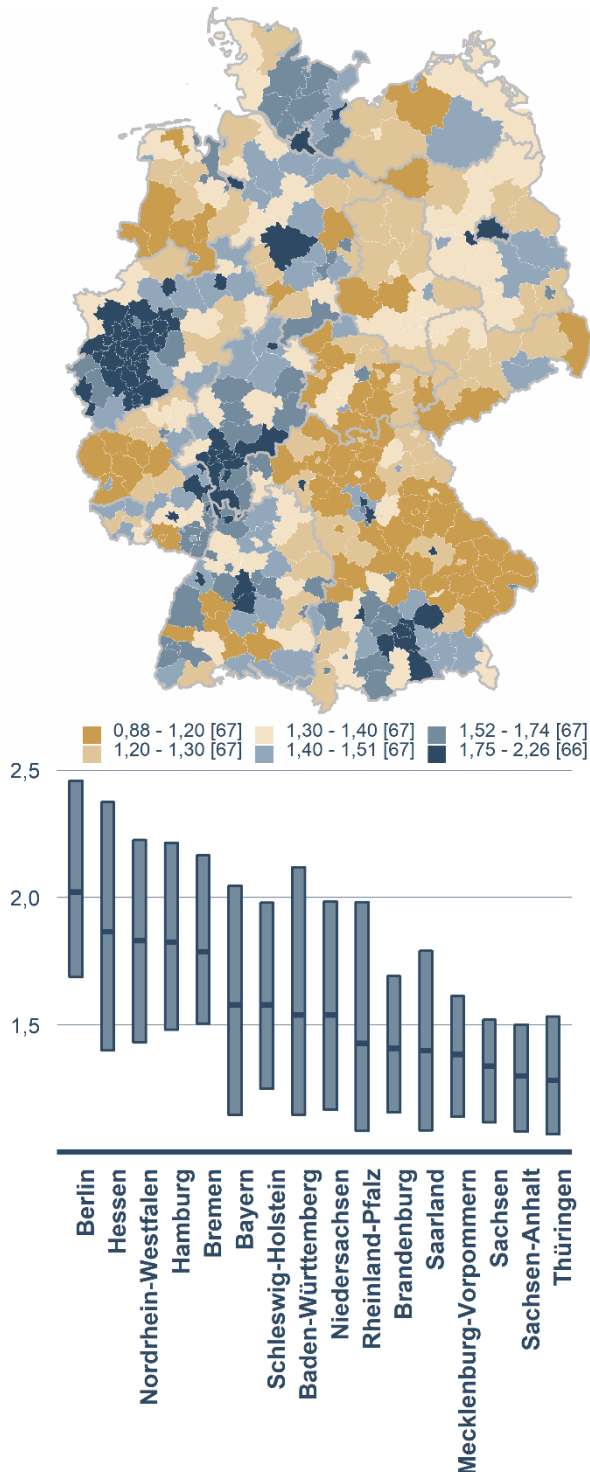 0,88 - 1,20 [67] 1,30 - 1,40 [67] 1,52 - 1,74 [67]
1,20 - 1,30 [67] 1,40 - 1,51 [67] 1,75 - 2,26 [66]
2,5
2,0
1,5
Berlin
Hessen
Nordrhein-Westfalen
Hamburg
Bremen
Bayern
Schleswig-Holstein
Baden-Württemberg
Niedersachsen
Rheinland-Pfalz
Brandenburg
Saarland
Mecklenburg-Vorpommern
Sachsen
Sachsen-Anhalt
Thüringen